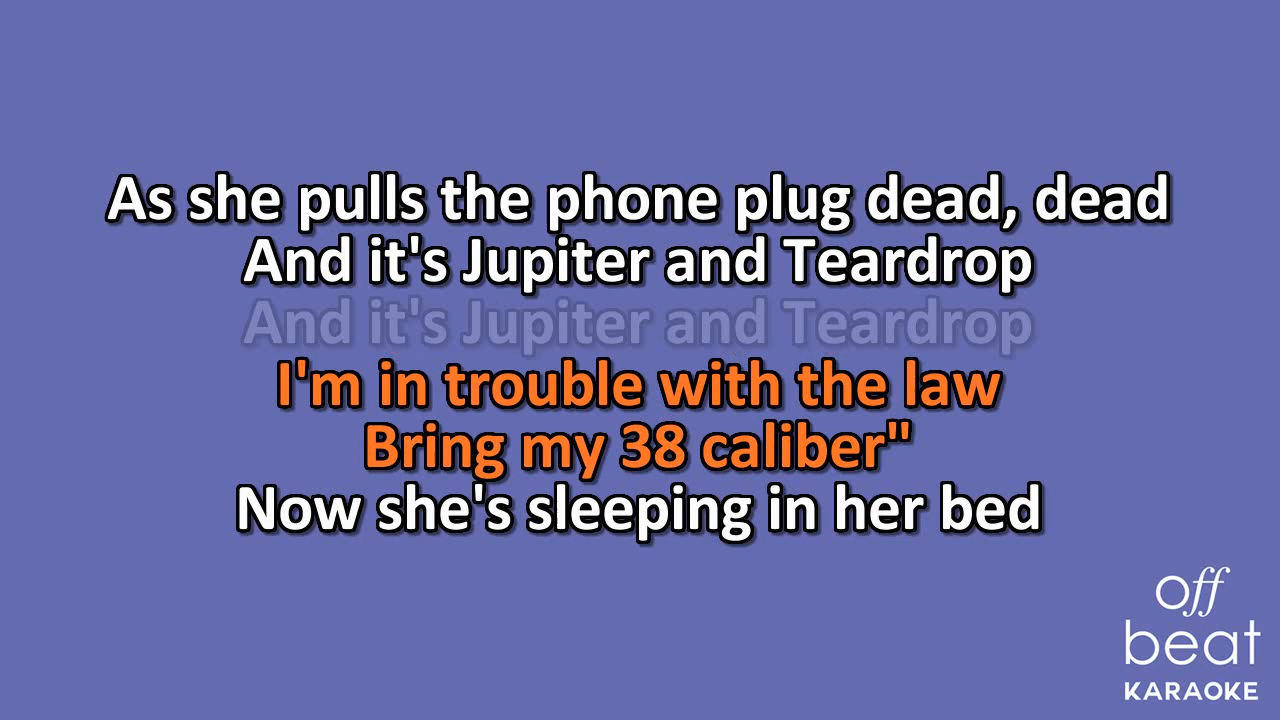 As she pulls the phone plug dead, dead
And it's Jupiter and Teardrop
And it's Jupiter and Teardrop
I'm in trouble with the law
Bring my 38 caliber"
Now she's sleeping in her bed
off
beat
KARAOKE